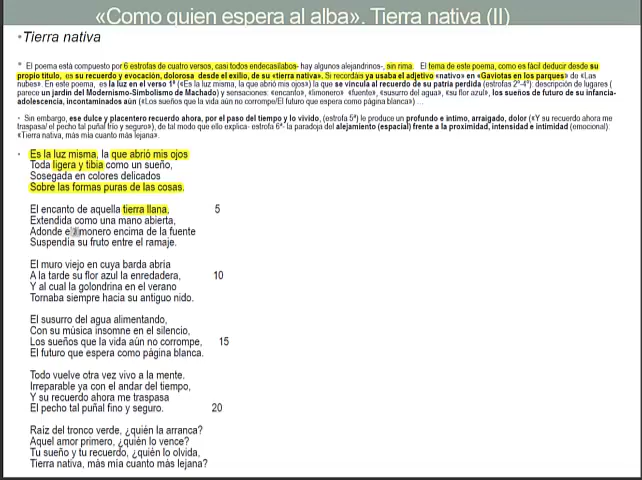 «Como quien espera al alba». Tierra nativa (II)
•Tierra nativa
* El poema está compuesto por 6 estrofas de cuatro versos, casi todos endecasílabos- hay algunos alejandrinos-, sin rima. El tema de este poema, como es fácil deducir desde su
propio título, es su recuerdo y evocación, dolorosa desde el exilio, de su «tierra nativa». Si recordáis ya usaba el adjetivo «nativo» en «Gaviotas en los parques» de «Las
nubes». En este poema, es la luz en el verso 1º («Es la luz misma, la que abrió mis ojos») la que se vincula al recuerdo de su patria perdida (estrofas 2ª-4ª): descripción de lugares (
parece un jardín del Modernismo-Simbolismo de Machado) y sensaciones: «encanto», «limonero» «fuente», «susurro del agua», «su flor azul», los sueños de futuro de su infancia-
adolescencia, incontaminados aún («Los sueños que la vida aún no corrompe/El futuro que espera como página blanca»)…
• Sin embargo, ese dulce y placentero recuerdo ahora, por el paso del tiempo y lo vivido, (estrofa 5ª) le produce un profundo e íntimo, arraigado, dolor («Y su recuerdo ahora me
traspasa/ el pecho tal puñal frío y seguro»), de tal modo que ello explica- estrofa 6ª- la paradoja del alejamiento (espacial) frente a la proximidad, intensidad e intimidad (emocional):
«Tierra nativa, más mía cuanto más lejana».
• Es la luz misma, la que abrió mis ojos
Toda ligera y tibia como un sueño,
Sosegada en colores delicados
Sobre las formas puras de las cosas.
El encanto de aquella tierra llana, 5
Extendida como una mano abierta,
Adonde el limonero encima de la fuente
Suspendía su fruto entre el ramaje.
El muro viejo en cuya barda abría
A la tarde su flor azul la enredadera, 10
Y al cual la golondrina en el verano
Tornaba siempre hacia su antiguo nido.
El susurro del agua alimentando,
Con su música insomne en el silencio,
Los sueños que la vida aún no corrompe, 15
El futuro que espera como página blanca.
Todo vuelve otra vez vivo a la mente.
Irreparable ya con el andar del tiempo,
Y su recuerdo ahora me traspasa
El pecho tal puñal fino y seguro. 20
Raíz del tronco verde, ¿quién la arranca?
Aquel amor primero, ¿quién lo vence?
Tu sueño y tu recuerdo, ¿quién lo olvida,
Tierra nativa, más mía cuanto más lejana?